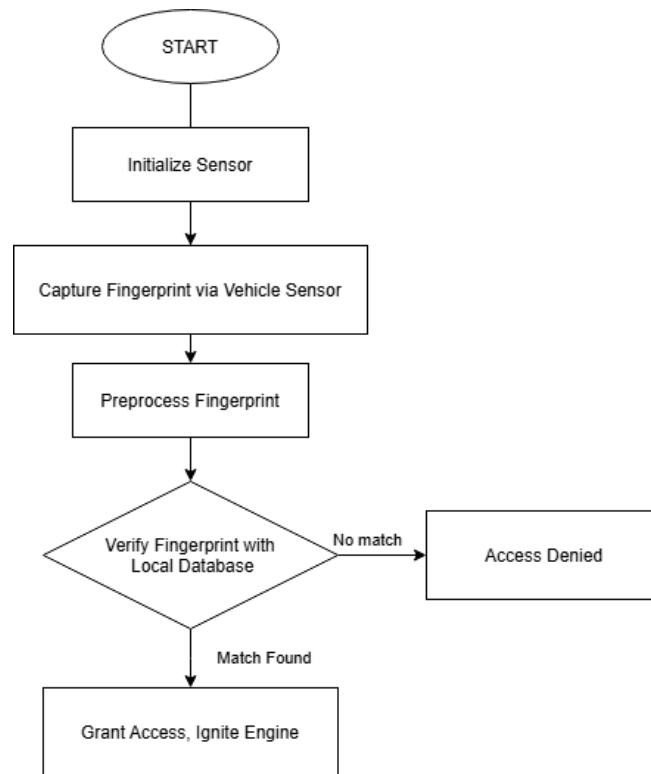 START
Initialize Sensor
Capture Fingerprint via Vehicle Sensor
Preprocess Fingerprint
Verify Fingerprint with
Local Database
No match
Access Denied
Match Found
Grant Access, Ignite Engine